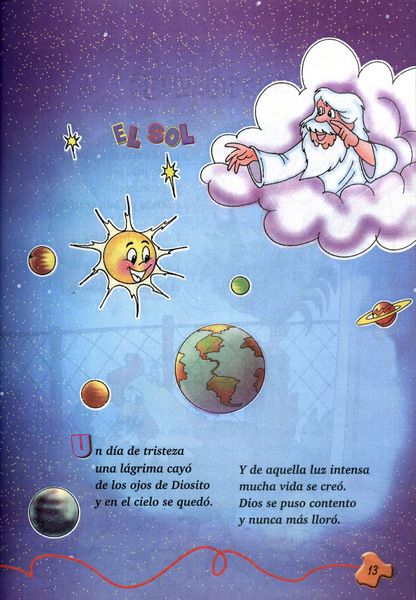 EL SOL
Un día de tristeza
una lágrima cayó
de los ojos de Diosito
y en el cielo se quedó.
Y de aquella luz intensa
mucha vida se creó.
Dios se puso contento
y nunca más lloró.
13